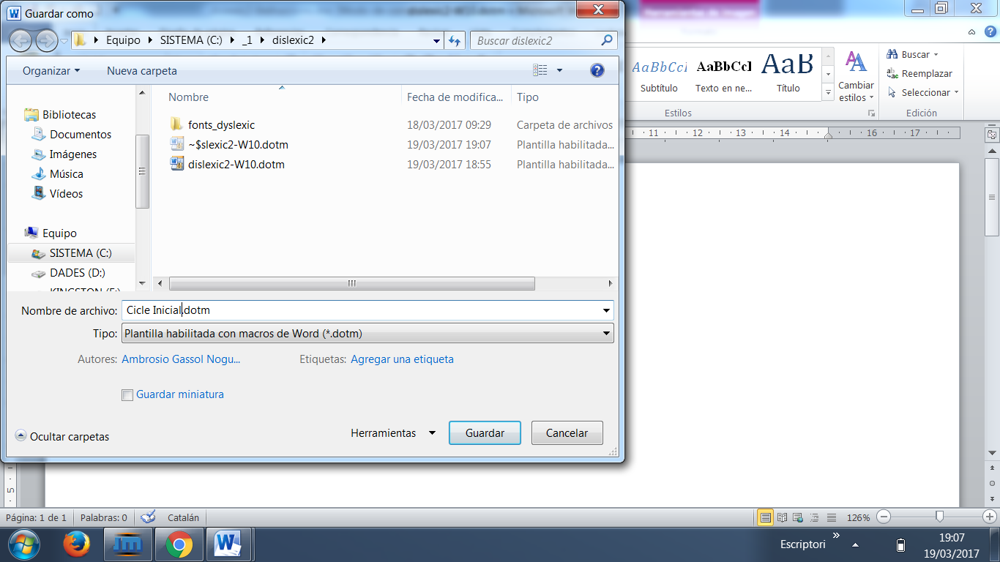 Guardar como
Equipo SISTEMA (C:) _1 dislexic2
Buscar dislexic2
Organizar
Nueva carpeta
Bibliotecas
Documentos
Imágenes
Música
Vídeos
Equipo
SISTEMA (C:)
DADES (D:)
Nombre Fecha de modifica... Tipo
fonts_dyslexic 18/03/2017 09:29 Carpeta de archivos
~$slexic2-W10.dotm 19/03/2017 19:07 Plantilla habilitada...
dislexic2-W10.dotm 19/03/2017 18:55 Plantilla habilitada...
Nombre de archivo: Cicle Inicial.dotm
Tipo: Plantilla habilitada con macros de Word (*.dotm)
Autores: Ambrosio Gassol Nogu...
Etiquetas: Agregar una etiqueta
Guardar miniatura
Ocultar carpetas
Herramientas
Guardar
Cancelar
AaBbCcI AaBbCcI AaB
Subtítulo Texto en ne... Título
Cambiar
estilos
Estilos
Buscar
Reemplazar
Seleccionar
Edición
11 12 13 14 16 17
5
Página: 1 de 1 Palabras: 0 Catalán 126%
Escriptori
19:07
19/03/2017